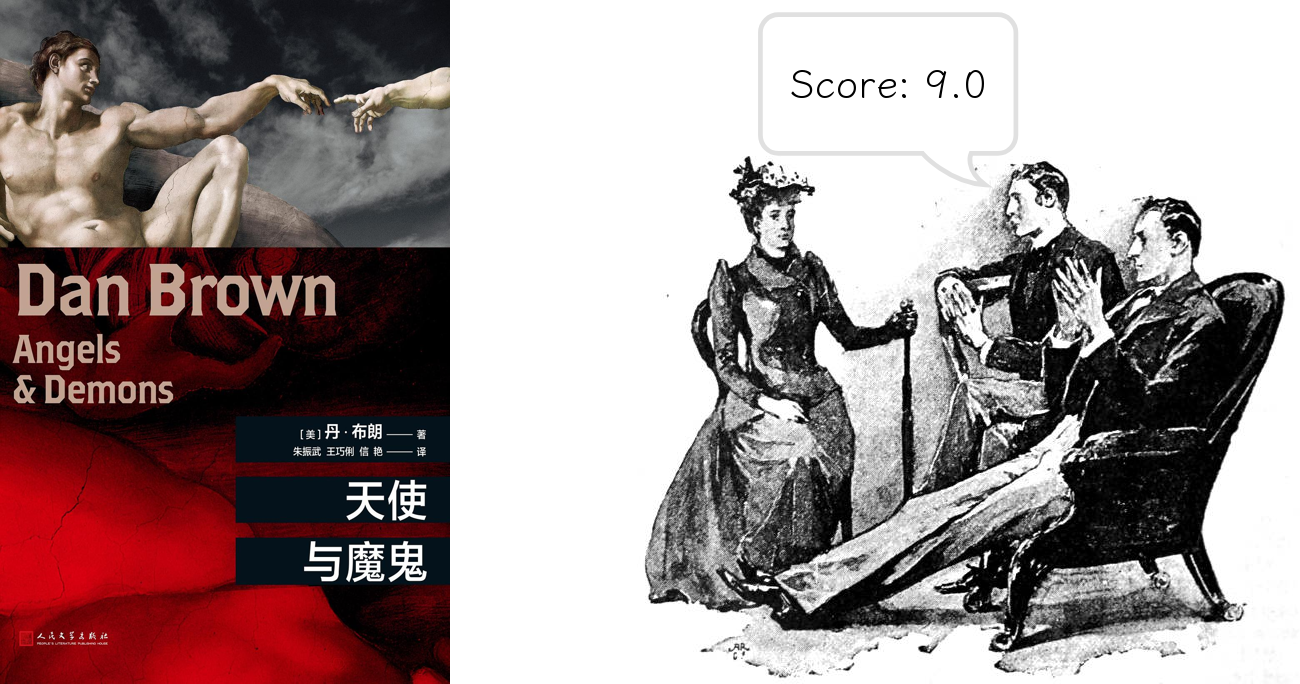 Dan Brown
Angels
& Demons
[美]丹·布朗——著
朱振武 王巧俐 信艳——译
天使
与魔鬼
人民文学出版社
PEOPLE'S LITERATURE PUBLISHING HOUSE
Score: 9.0